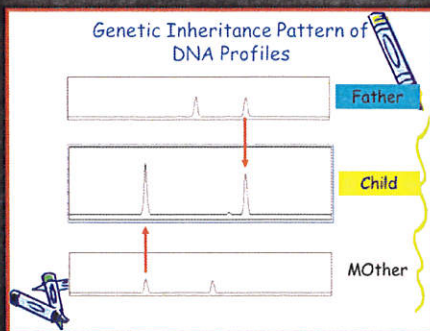 Genetic Inheritance Pattern of
DNA Profiles
Father
Child
MOther